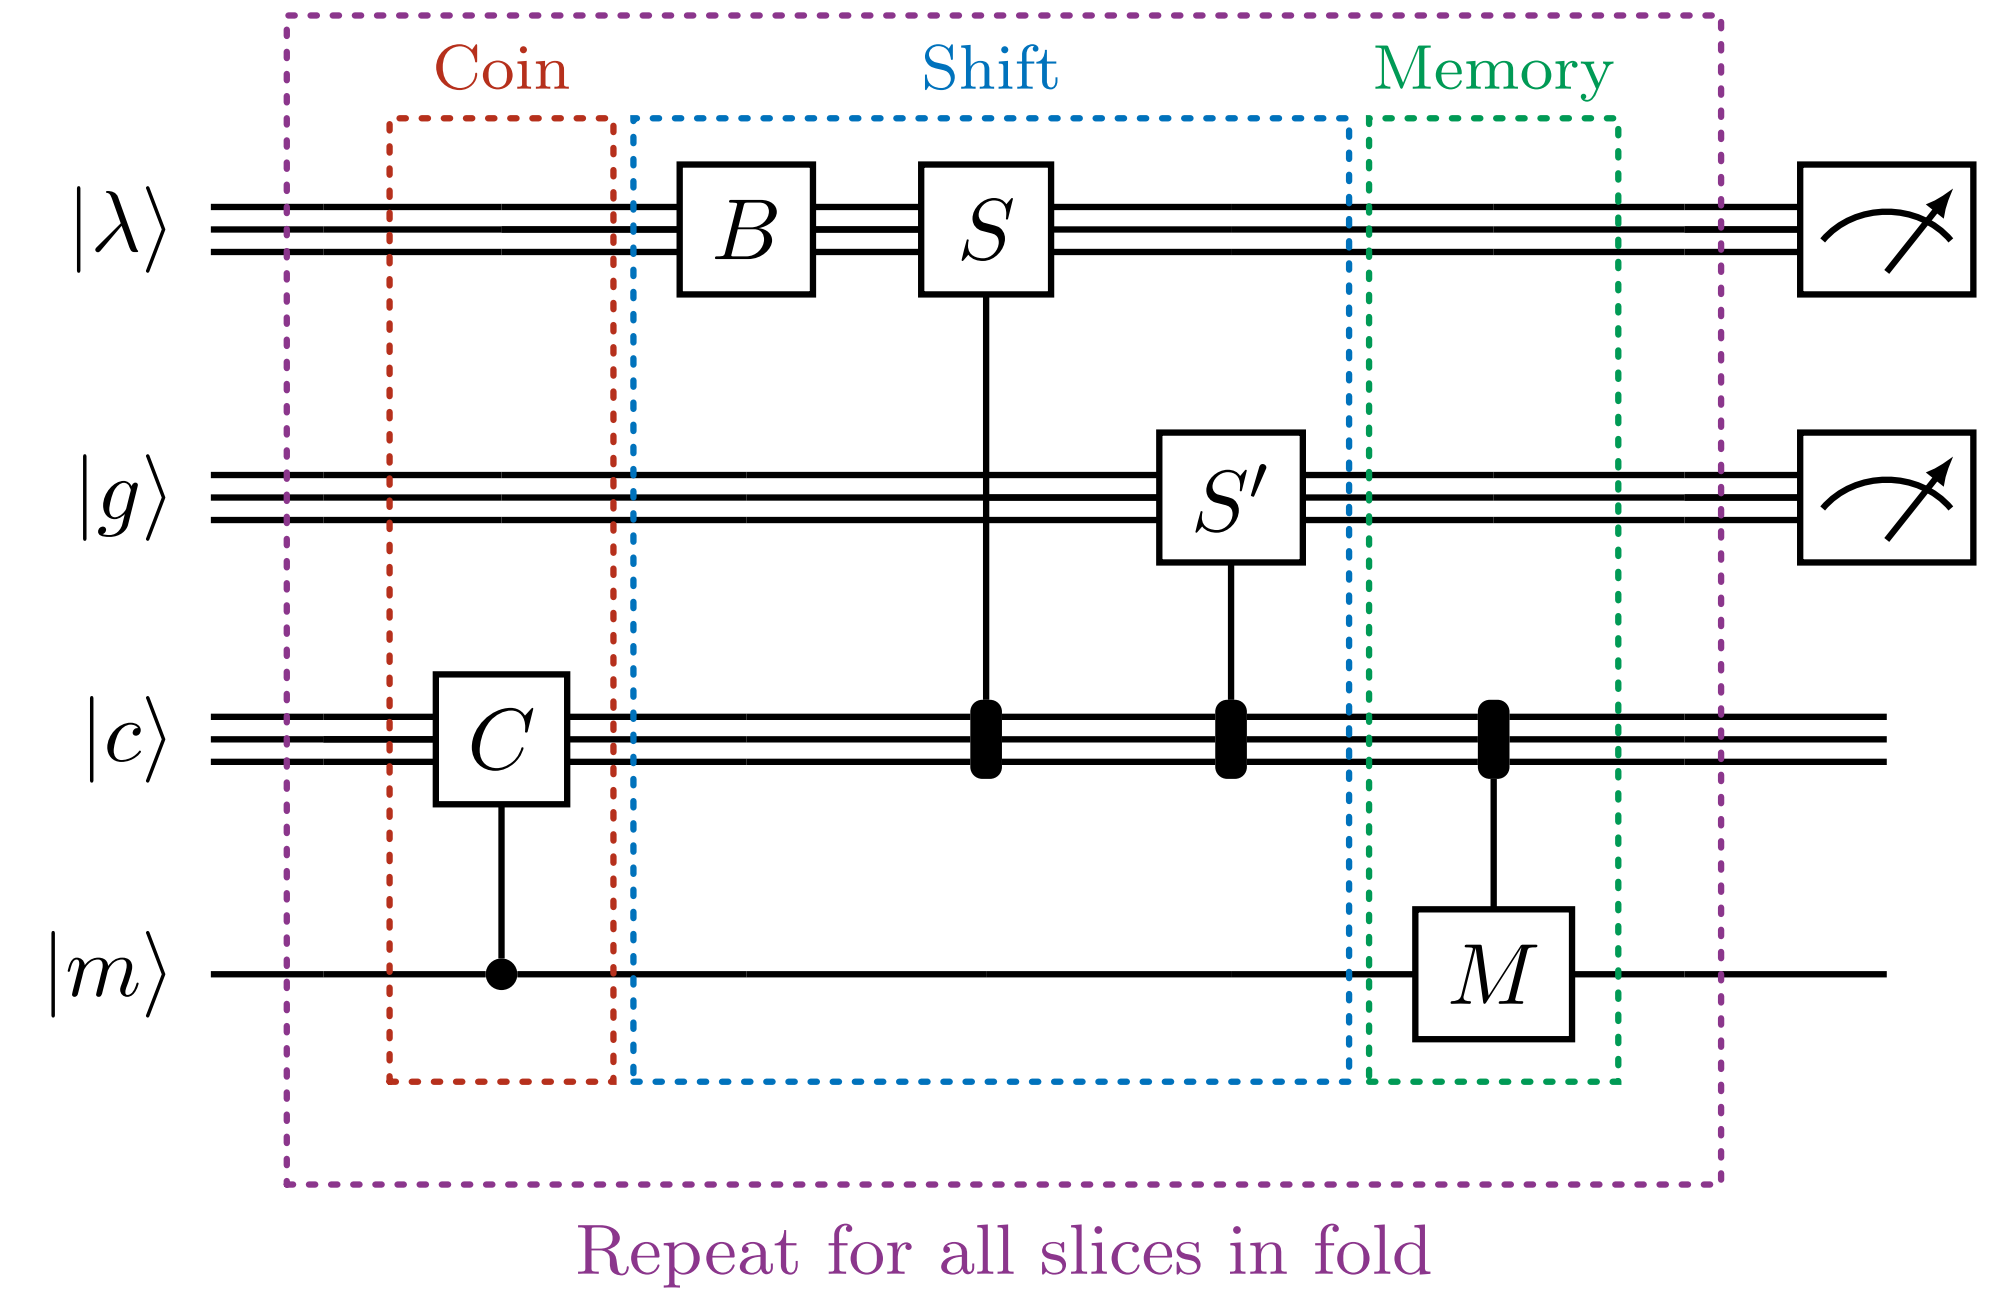 Coin Shift Memory
|λ⟩ B S
|g⟩ S′
|c⟩ C
|m⟩ M
Repeat for all slices in fold